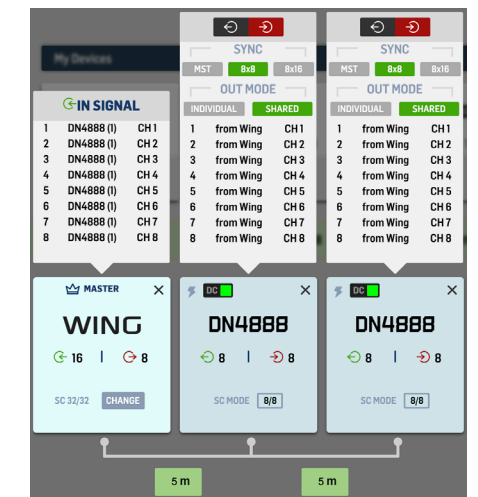 My Devices
IN SIGNAL
1 DN4888 (1) CH 1
2 DN4888 (1) CH 2
3 DN4888 (1) CH 3
4 DN4888 (1) CH 4
5 DN4888 (1) CH 5
6 DN4888 (1) CH 6
7 DN4888 (1) CH 7
8 DN4888 (1) CH 8
MASTER X
WING
16 | 8
SC 32/32 CHANGE
SYNC
MST 8x8 8x16
OUT MODE
INDIVIDUAL SHARED
1 from Wing CH 1
2 from Wing CH 2
3 from Wing CH 3
4 from Wing CH 4
5 from Wing CH 5
6 from Wing CH 6
7 from Wing CH 7
8 from Wing CH 8
DC X
DN4888
8 | 8
SC MODE 8/8
SYNC
MST 8x8 8x16
OUT MODE
INDIVIDUAL SHARED
1 from Wing CH 1
2 from Wing CH 2
3 from Wing CH 3
4 from Wing CH 4
5 from Wing CH 5
6 from Wing CH 6
7 from Wing CH 7
8 from Wing CH 8
DC X
DN4888
8 | 8
SC MODE 8/8
5 m
5 m